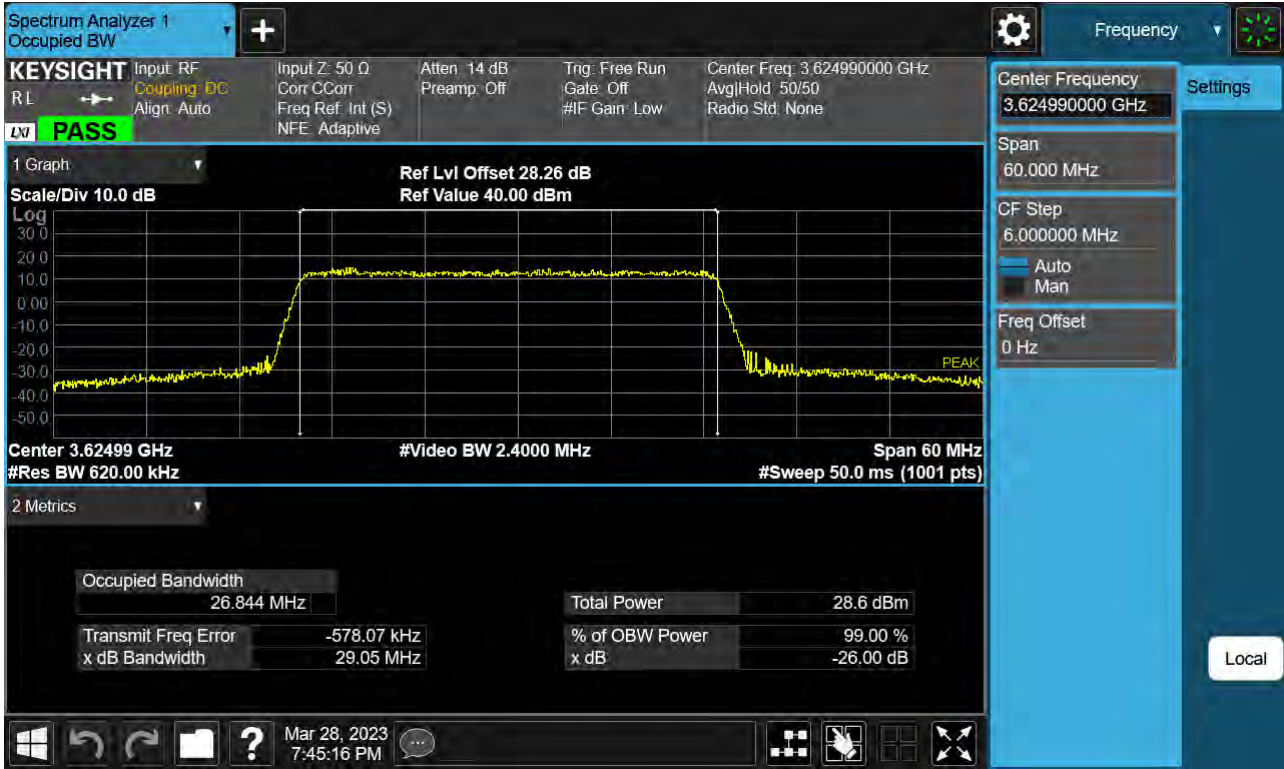 Spectrum Analyzer 1
Occupied BW
+
Frequency
KEYSIGHT
R L
LXI
PASS
Input: RF
Coupling: DC
Align: Auto
Input Z: 50 Ω
Corr CCorr
Freq Ref: Int (S)
NFE: Adaptive
Atten: 14 dB
Preamp: Off
Trig: Free Run
Gate: Off
#IF Gain: Low
Center Freq: 3.624990000 GHz
Avg|Hold: 50/50
Radio Std: None
Center Frequency
3.624990000 GHz
Settings
Span
60.000 MHz
CF Step
6.000000 MHz
Auto
Man
Freq Offset
0 Hz
Local
1 Graph
Scale/Div 10.0 dB
Ref Lvl Offset 28.26 dB
Ref Value 40.00 dBm
Log
30.0
20.0
10.0
0.00
-10.0
-20.0
-30.0
-40.0
-50.0
PEAK
Center 3.62499 GHz
#Video BW 2.4000 MHz
Span 60 MHz
#Res BW 620.00 kHz
#Sweep 50.0 ms (1001 pts)
2 Metrics
Occupied Bandwidth
26.844 MHz
Total Power 28.6 dBm
Transmit Freq Error -578.07 kHz
% of OBW Power 99.00 %
x dB Bandwidth 29.05 MHz
x dB -26.00 dB
?
Mar 28, 2023
7:45:16 PM